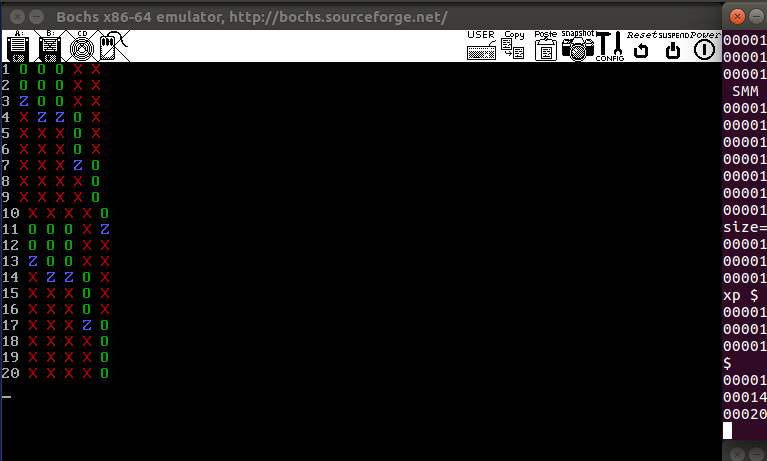 Bochs x86-64 emulator, http://bochs.sourceforge.net/
A: B: CD USER Copy Paste snapshot CONFIG Reset SUSPEND Power
1 O O O X X
2 O O O X X
3 Z O O X X
4 X Z Z O X
5 X X X O X
6 X X X O X
7 X X X Z O
8 X X X X O
9 X X X X O
10 X X X X O
11 O O O X Z
12 O O O X X
13 Z O O X X
14 X Z Z O X
15 X X X O X
16 X X X O X
17 X X X Z O
18 X X X X O
19 X X X X O
20 X X X X O
_
00001
00001
00001
SMM
00001
00001
00001
00001
00001
00001
00001
size=
00001
00001
00001
xp $
00001
00001
00001
$
00001
00014
00020